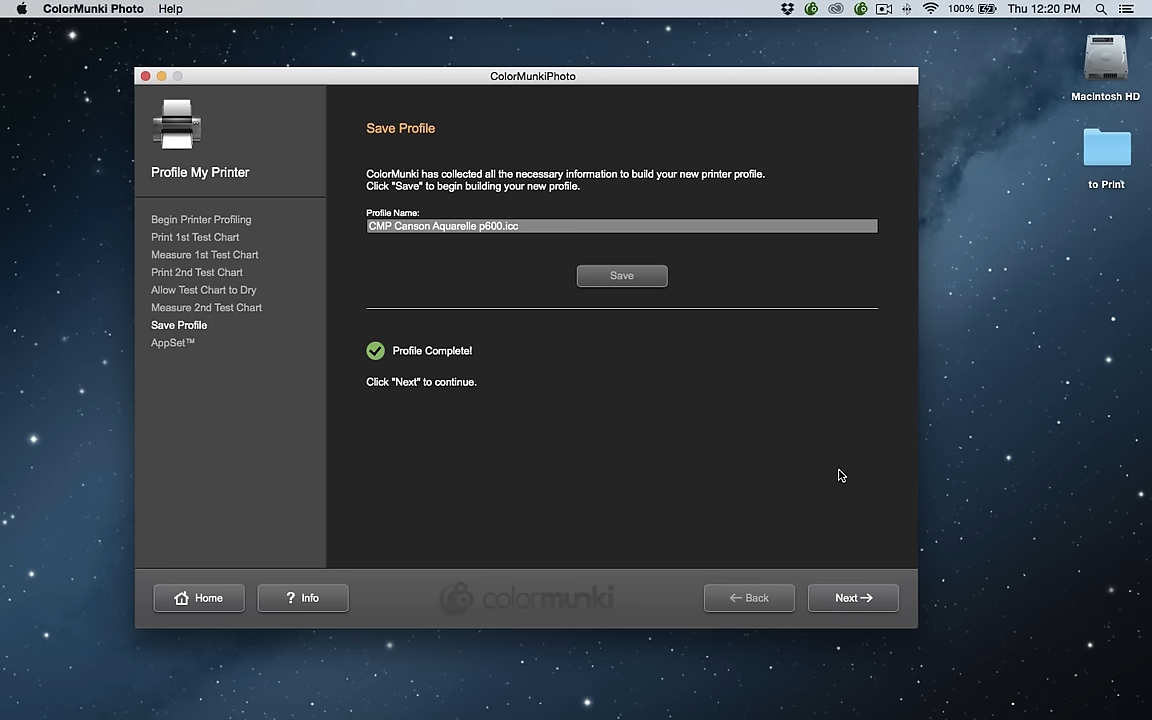 ColorMunki Photo Help 100% Thu 12:20 PM
ColorMunkiPhoto
Macintosh HD
to Print
Profile My Printer
Begin Printer Profiling
Print 1st Test Chart
Measure 1st Test Chart
Print 2nd Test Chart
Allow Test Chart to Dry
Measure 2nd Test Chart
Save Profile
AppSet™
Save Profile
ColorMunki has collected all the necessary information to build your new printer profile.
Click "Save" to begin building your new profile.
Profile Name:
CMP Canson Aquarelle p600.icc
Save
Profile Complete!
Click "Next" to continue.
Home ? Info colormunki Back Next